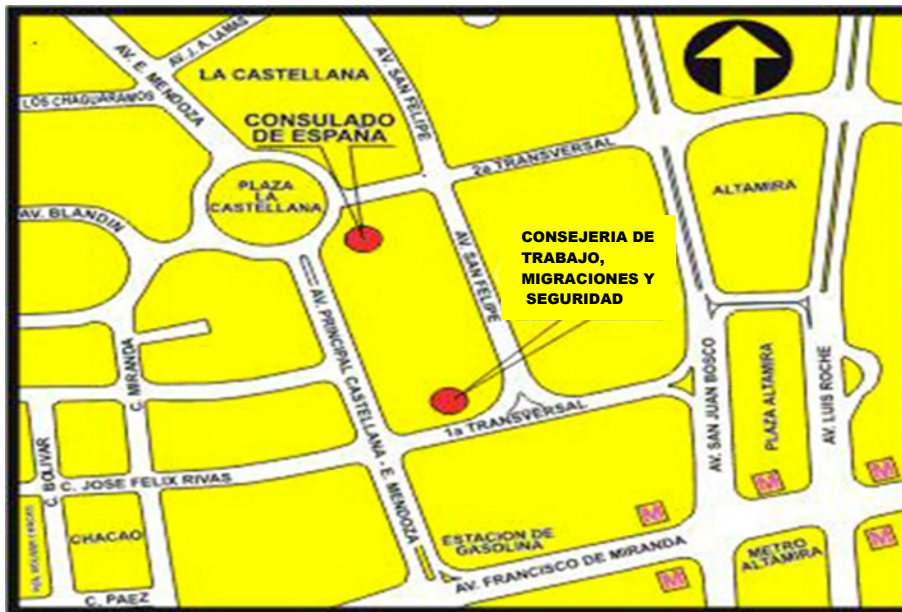 AV. J. A. LAMAS
AV. E. MENDOZA
LA CASTELLANA
AV. SAN FELIPE
LOS CHAGUARAMOS
CONSULADO
DE ESPAÑA
2a TRANSVERSAL
PLAZA
LA
CASTELLANA
ALTAMIRA
AV. BLANDIN
CONSEJERIA DE
TRABAJO,
MIGRACIONES Y
SEGURIDAD
AV. SAN FELIPE
AV. PRINCIPAL CASTELLANA - E. MENDOZA
C. MIRANDA
AV. SAN JUAN BOSCO
PLAZA ALTAMIRA
AV. LUIS ROCHE
1a TRANSVERSAL
C. BOLIVAR
C. JOSE FELIX RIVAS
M
M
M
CHACAO
ESTACION DE
GASOLINA
METRO
ALTAMIRA
M
AV. FRANCISCO DE MIRANDA
M
C. PAEZ